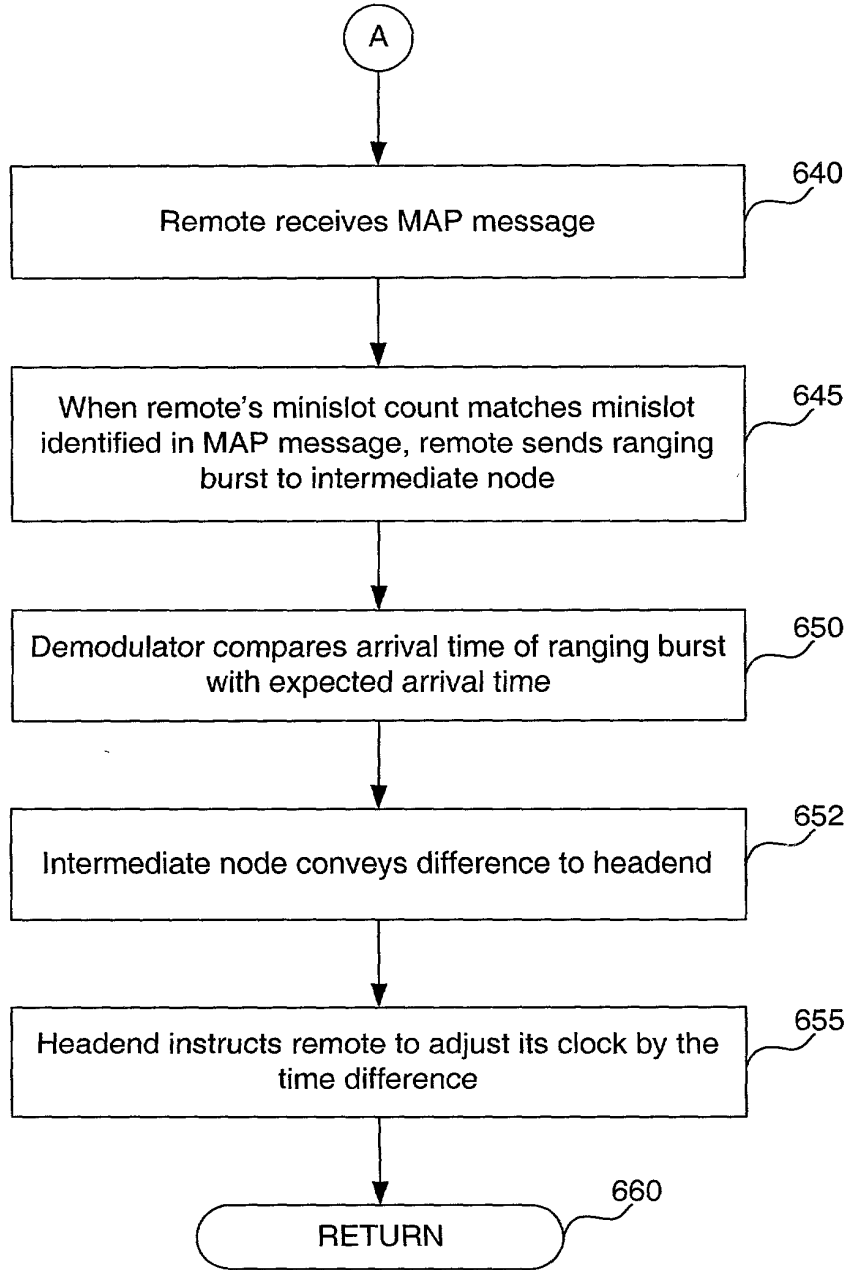 A
640
Remote receives MAP message
645
When remote's minislot count matches minislot
identified in MAP message, remote sends ranging
burst to intermediate node
650
Demodulator compares arrival time of ranging burst
with expected arrival time
652
Intermediate node conveys difference to headend
655
Headend instructs remote to adjust its clock by the
time difference
660
RETURN